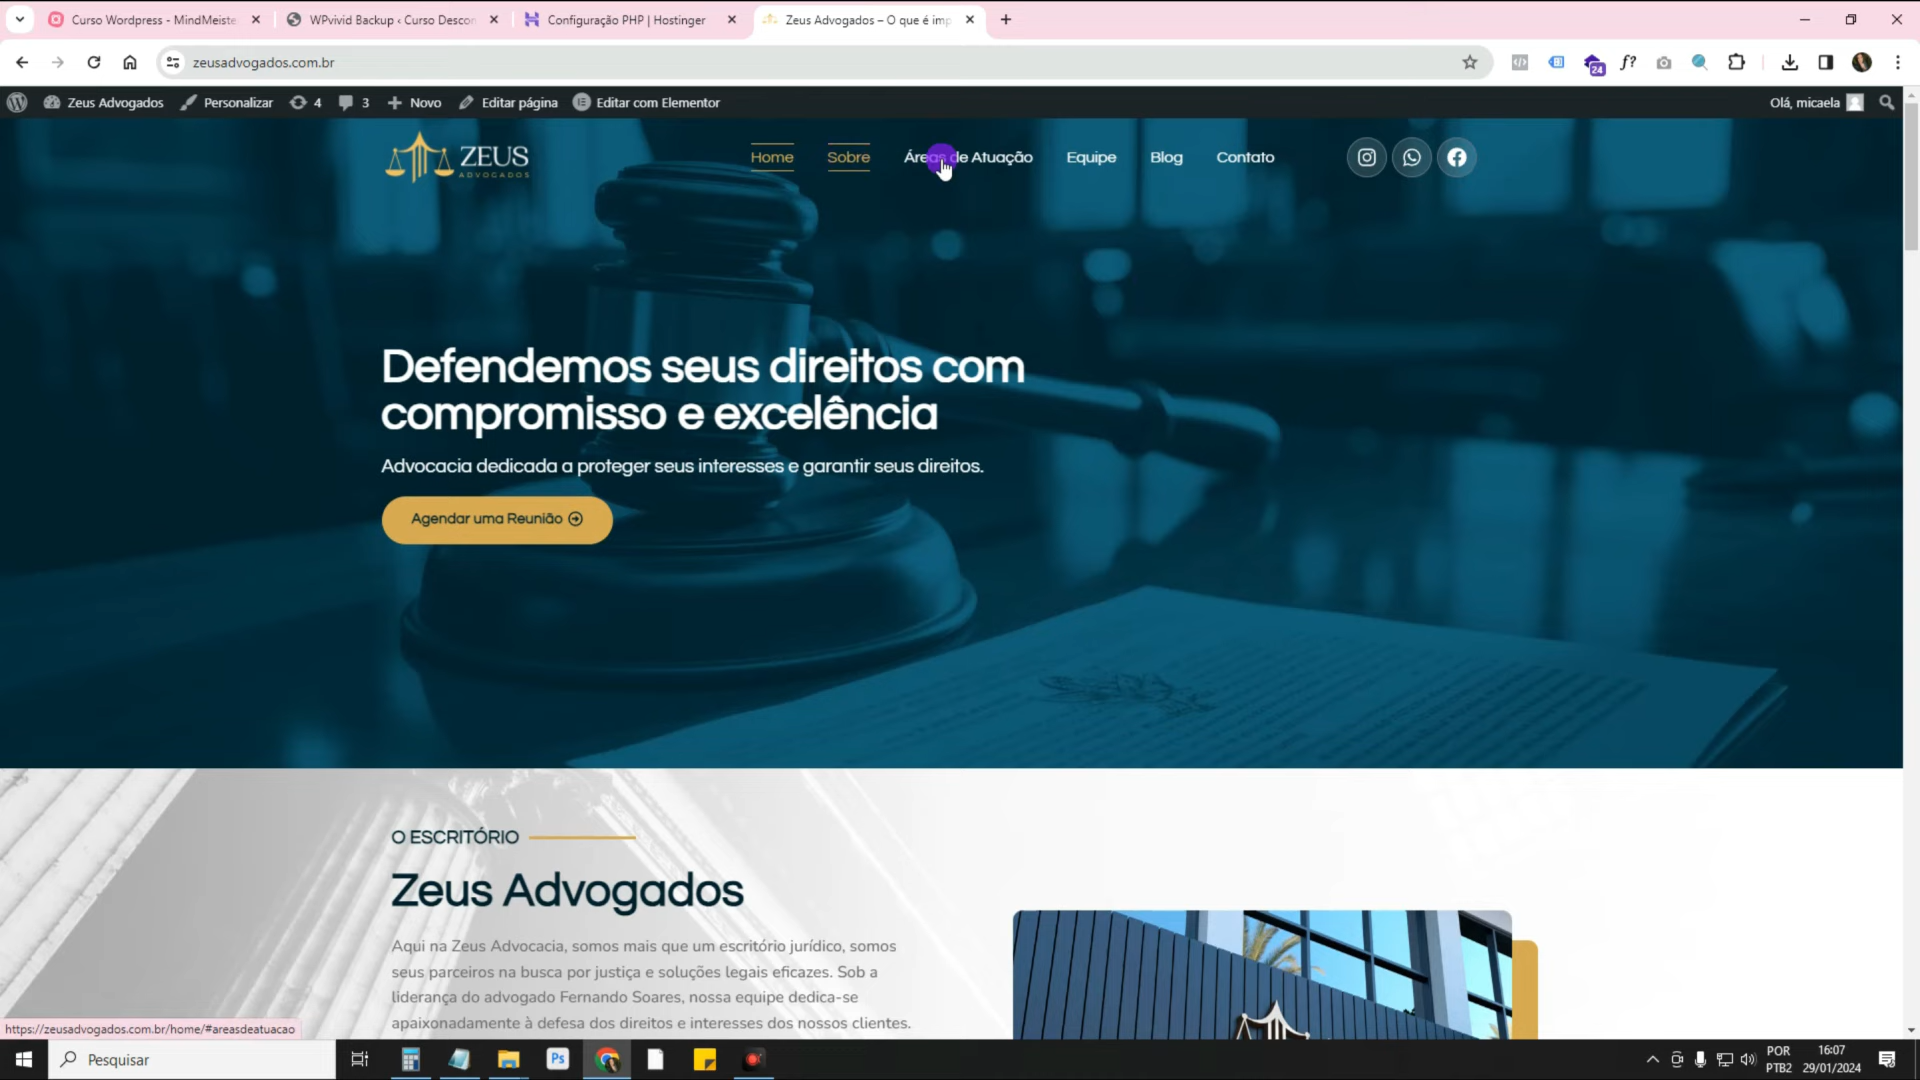 Curso Wordpress - MindMeiste
WPvivid Backup ‹ Curso Descon
Configuração PHP | Hostinger
Zeus Advogados – O que é imp
zeusadvogados.com.br
24
f?
Zeus Advogados
Personalizar
4
3
Novo
Editar página
Editar com Elementor
Olá, micaela
ZEUS
ADVOGADOS
Home
Sobre
Áreas de Atuação
Equipe
Blog
Contato
Defendemos seus direitos com
compromisso e excelência
Advocacia dedicada a proteger seus interesses e garantir seus direitos.
Agendar uma Reunião
O ESCRITÓRIO
Zeus Advogados
Aqui na Zeus Advocacia, somos mais que um escritório jurídico, somos
seus parceiros na busca por justiça e soluções legais eficazes. Sob a
liderança do advogado Fernando Soares, nossa equipe dedica-se
apaixonadamente à defesa dos direitos e interesses dos nossos clientes.
https://zeusadvogados.com.br/home/#areasdeatuacao
Pesquisar
Ps
POR
PTB2
16:07
29/01/2024